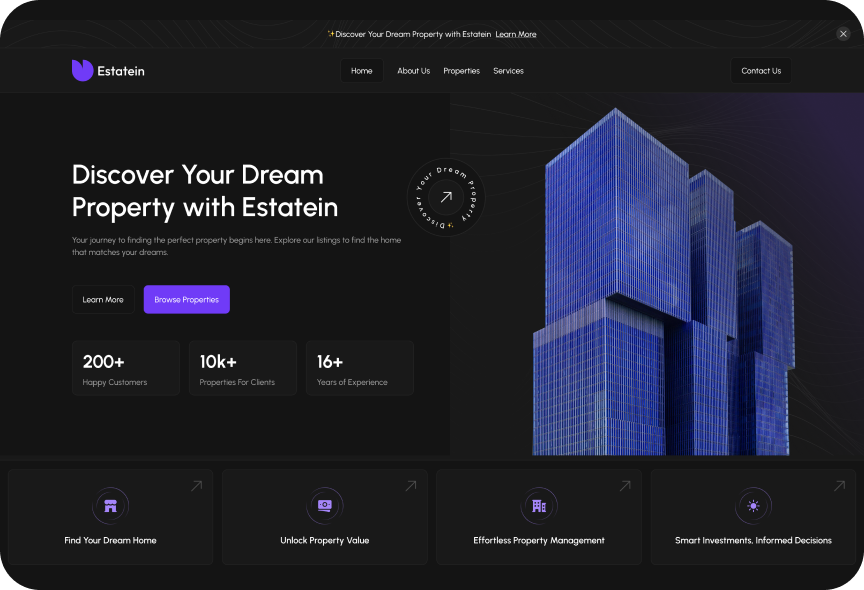 ✨Discover Your Dream Property with Estatein Learn More
Estatein
Home
About Us
Properties
Services
Contact Us
Discover Your Dream
Property with Estatein
Your journey to finding the perfect property begins here. Explore our listings to find the home
that matches your dreams.
✨ Discover Your Dream Property
Learn More
Browse Properties
200+
Happy Customers
10k+
Properties For Clients
16+
Years of Experience
Find Your Dream Home
Unlock Property Value
Effortless Property Management
Smart Investments, Informed Decisions